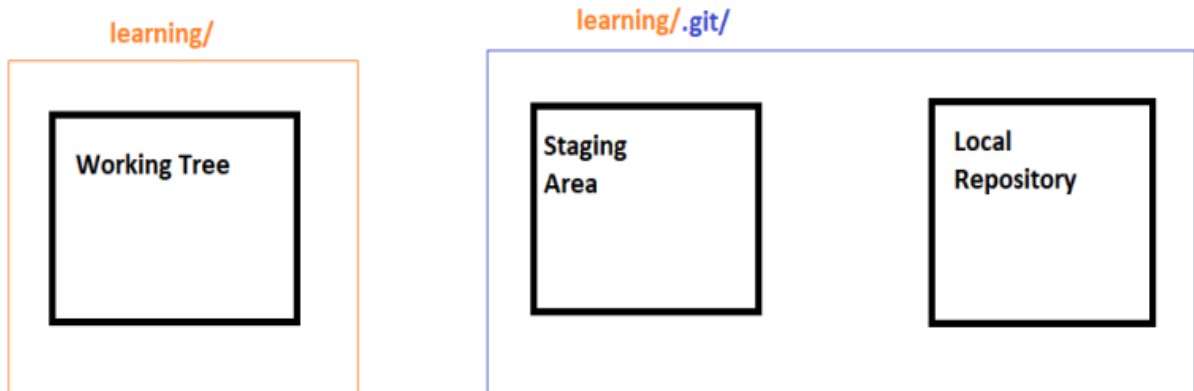 learning/
learning/.git/
Working Tree
Staging
Area
Local
Repository